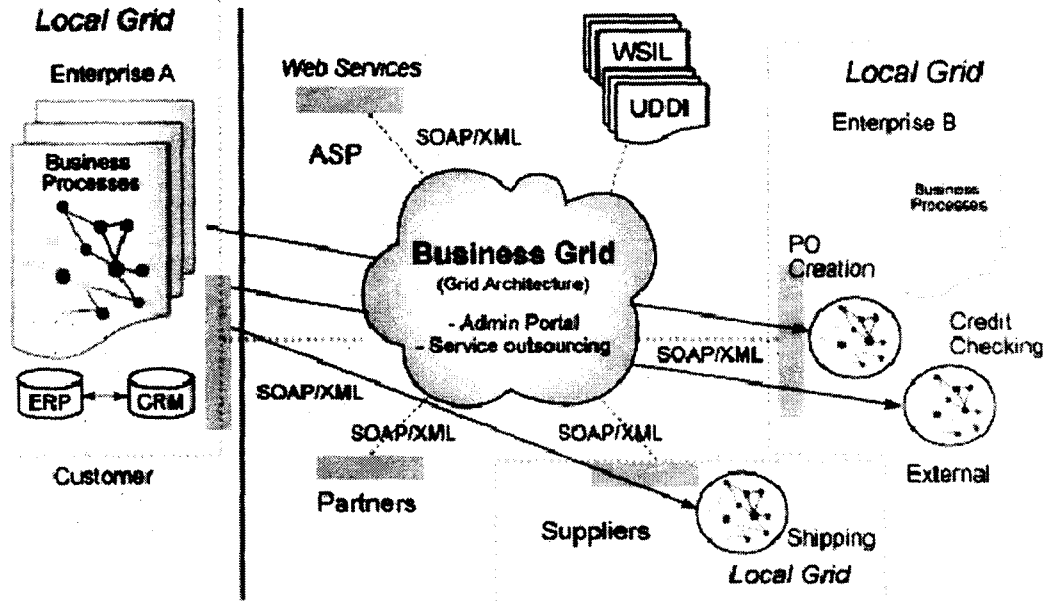 Local Grid
Enterprise A
Business
Processes
ERP
CRM
Customer
Web Services
ASP
SOAP/XML
WSIL
UDDI
Business Grid
(Grid Architecture)
- Admin Portal
- Service outsourcing
SOAP/XML
SOAP/XML
SOAP/XML
SOAP/XML
Partners
Suppliers
Shipping
Local Grid
Local Grid
Enterprise B
Business
Processes
PO
Creation
Credit
Checking
External